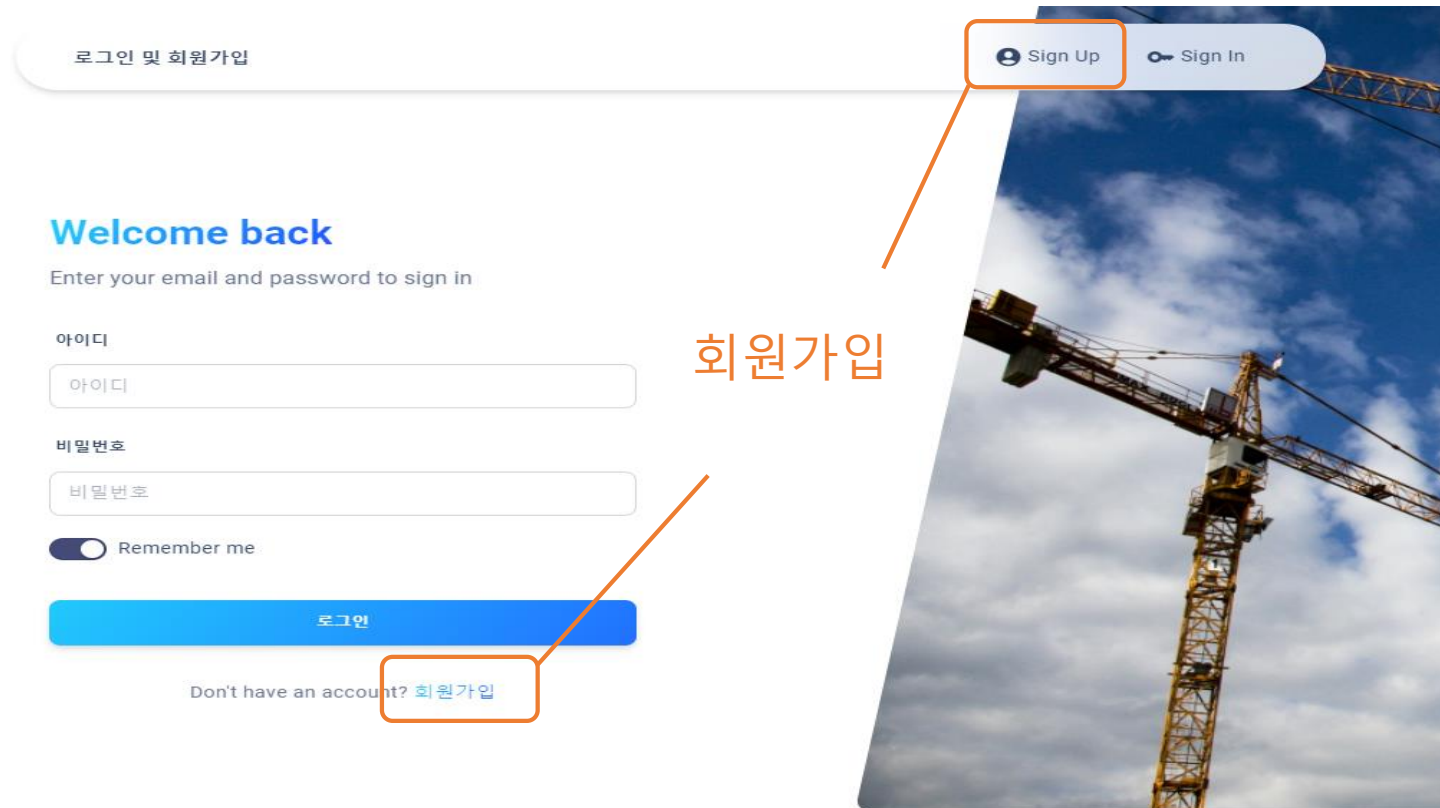 로그인 및 회원가입
Sign Up
Sign In
Welcome back
Enter your email and password to sign in
아이디
아이디
회원가입
비밀번호
비밀번호
Remember me
로그인
Don't have an account? 회원가입
1